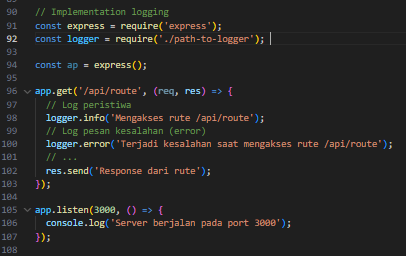 90 // Implementation logging
91 const express = require('express');
92 const logger = require('./path-to-logger');
93
94 const ap = express();
95
96 app.get('/api/route', (req, res) => {
97 // Log peristiwa
98 logger.info('Mengakses rute /api/route');
99 // Log pesan kesalahan (error)
100 logger.error('Terjadi kesalahan saat mengakses rute /api/route');
101 // ...
102 res.send('Response dari rute');
103 });
104
105 app.listen(3000, () => {
106 console.log('Server berjalan pada port 3000');
107 });
108